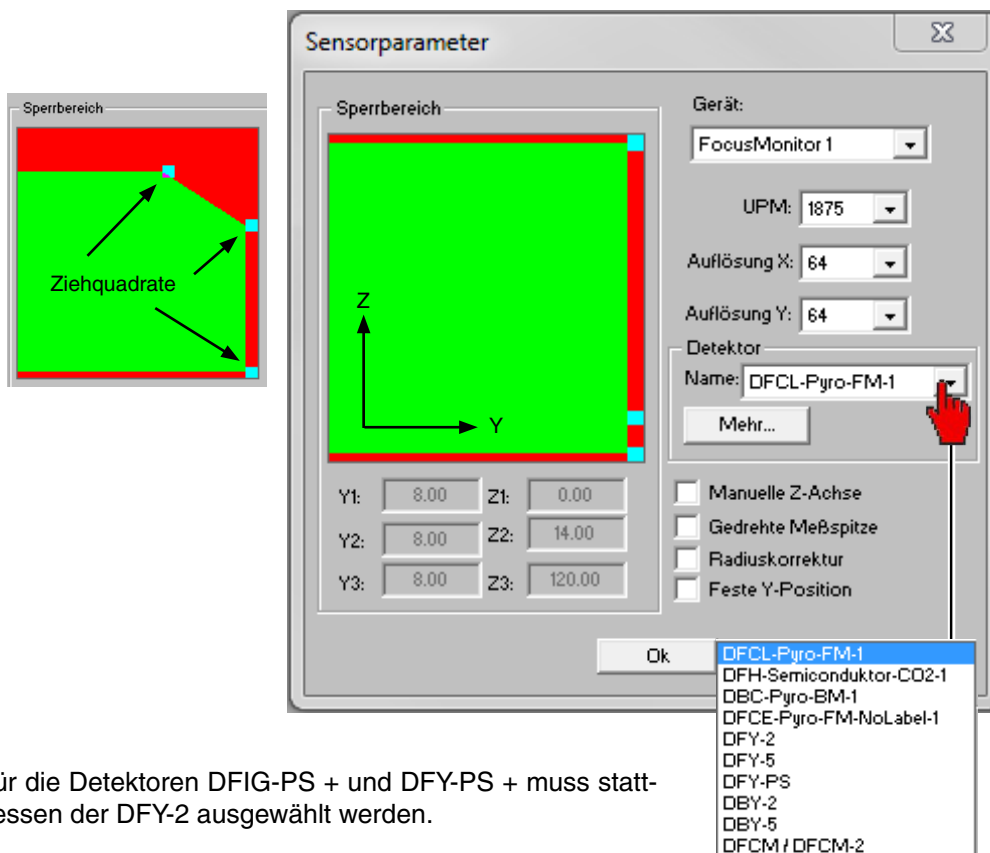 Sperrbereich
Ziehquadrate
Sensorparameter
Sperrbereich
Z
Y
Y1: 8.00 Z1: 0.00
Y2: 8.00 Z2: 14.00
Y3: 8.00 Z3: 120.00
Gerät:
FocusMonitor 1
UPM: 1875
Auflösung X: 64
Auflösung Y: 64
Detektor
Name: DFCL-Pyro-FM-1
Mehr...
Manuelle Z-Achse
Gedrehte Meßspitze
Radiuskorrektur
Feste Y-Position
Ok
DFCL-Pyro-FM-1
DFH-Semiconduktor-CO2-1
DBC-Pyro-BM-1
DFCE-Pyro-FM-NoLabel-1
DFY-2
DFY-5
DFY-PS
DBY-2
DBY-5
DFCM / DFCM-2
ür die Detektoren DFIG-PS + und DFY-PS + muss statt-
essen der DFY-2 ausgewählt werden.